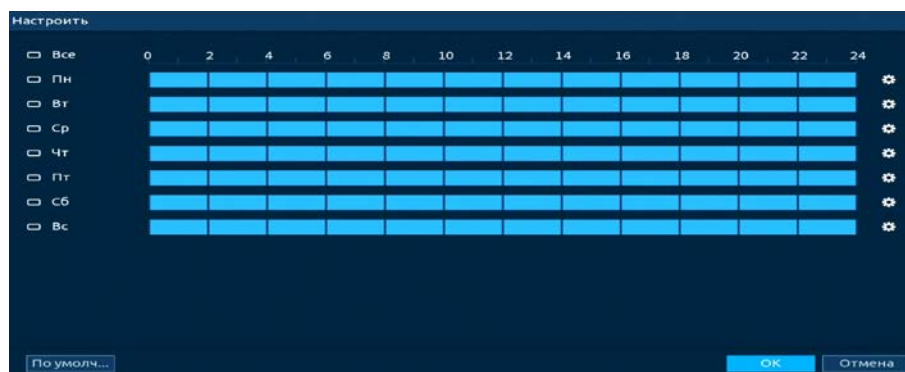 Настроить
Все 0 2 4 6 8 10 12 14 16 18 20 22 24
Пн
Вт
Ср
Чт
Пт
Сб
Вс
По умолч... OK Отмена